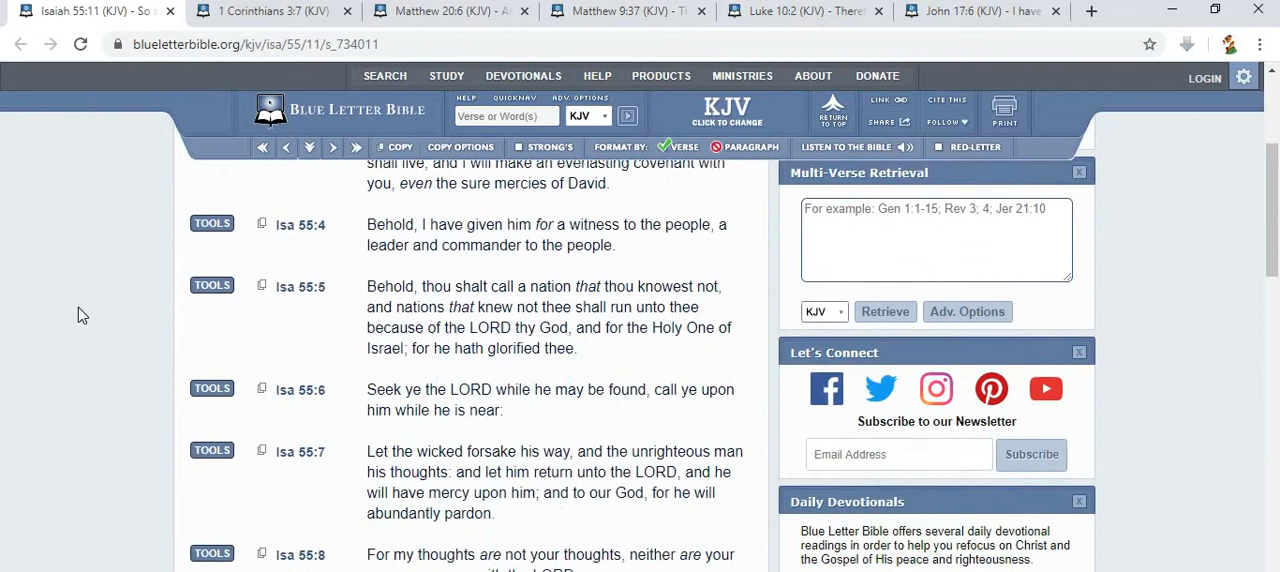 Isaiah 55:11 (KJV) - So s
1 Corinthians 3:7 (KJV)
Matthew 20:6 (KJV) - A
Matthew 9:37 (KJV) - T
Luke 10:2 (KJV) - There
John 17:6 (KJV) - I have
blueletterbible.org/kjv/isa/55/11/s_734011
SEARCH STUDY DEVOTIONALS HELP PRODUCTS MINISTRIES ABOUT DONATE LOGIN
BLUE LETTER BIBLE
HELP QUICKNAV ADV. OPTIONS
Verse or Word(s) KJV
KJV
CLICK TO CHANGE
RETURN
TO TOP
LINK CITE THIS
SHARE FOLLOW
PRINT
COPY COPY OPTIONS STRONG'S FORMAT BY: VERSE PARAGRAPH LISTEN TO THE BIBLE RED-LETTER
shall live, and I will make an everlasting covenant with
you, even the sure mercies of David.
TOOLS Isa 55:4 Behold, I have given him for a witness to the people, a
leader and commander to the people.
TOOLS Isa 55:5 Behold, thou shalt call a nation that thou knowest not,
and nations that knew not thee shall run unto thee
because of the LORD thy God, and for the Holy One of
Israel; for he hath glorified thee.
TOOLS Isa 55:6 Seek ye the LORD while he may be found, call ye upon
him while he is near:
TOOLS Isa 55:7 Let the wicked forsake his way, and the unrighteous man
his thoughts: and let him return unto the LORD, and he
will have mercy upon him; and to our God, for he will
abundantly pardon.
TOOLS Isa 55:8 For my thoughts are not your thoughts, neither are your
Multi-Verse Retrieval
For example: Gen 1:1-15; Rev 3; 4; Jer 21:10
KJV Retrieve Adv. Options
Let's Connect
Subscribe to our Newsletter
Email Address Subscribe
Daily Devotionals
Blue Letter Bible offers several daily devotional
readings in order to help you refocus on Christ and
the Gospel of His peace and righteousness.